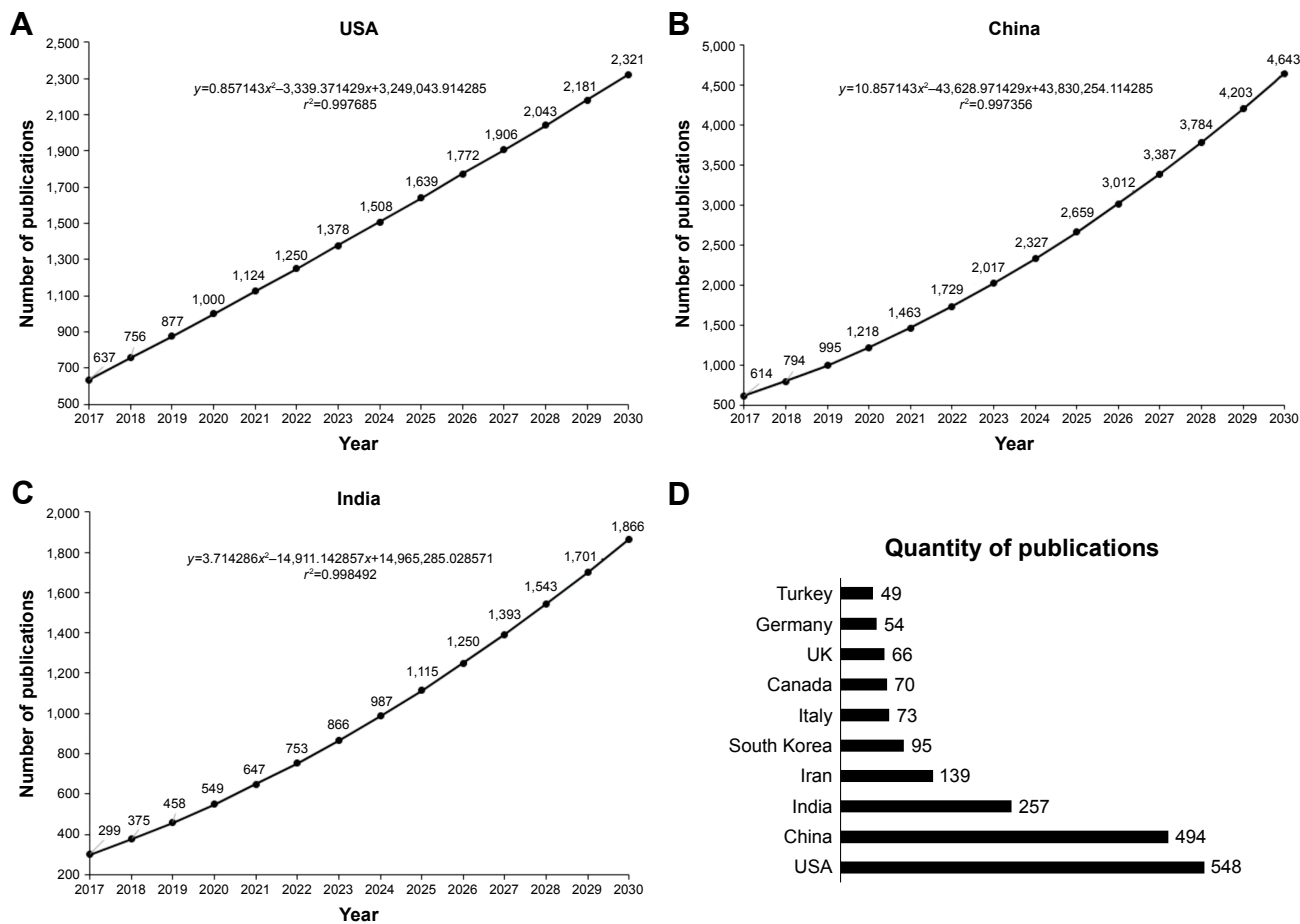 A
USA
y=0.857143x²–3,339.371429x+3,249,043.914285
r²=0.997685
Number of publications
2,500
2,300
2,100
1,900
1,700
1,500
1,300
1,100
900
700
500
637
756
877
1,000
1,124
1,250
1,378
1,508
1,639
1,772
1,906
2,043
2,181
2,321
2017 2018 2019 2020 2021 2022 2023 2024 2025 2026 2027 2028 2029 2030
Year
B
China
y=10.857143x²–43,628.971429x+43,830,254.114285
r²=0.997356
Number of publications
5,000
4,500
4,000
3,500
3,000
2,500
2,000
1,500
1,000
500
614
794
995
1,218
1,463
1,729
2,017
2,327
2,659
3,012
3,387
3,784
4,203
4,643
2017 2018 2019 2020 2021 2022 2023 2024 2025 2026 2027 2028 2029 2030
Year
C
India
y=3.714286x²–14,911.142857x+14,965,285.028571
r²=0.998492
Number of publications
2,000
1,800
1,600
1,400
1,200
1,000
800
600
400
200
299
375
458
549
647
753
866
987
1,115
1,250
1,393
1,543
1,701
1,866
2017 2018 2019 2020 2021 2022 2023 2024 2025 2026 2027 2028 2029 2030
Year
D
Quantity of publications
Turkey 49
Germany 54
UK 66
Canada 70
Italy 73
South Korea 95
Iran 139
India 257
China 494
USA 548